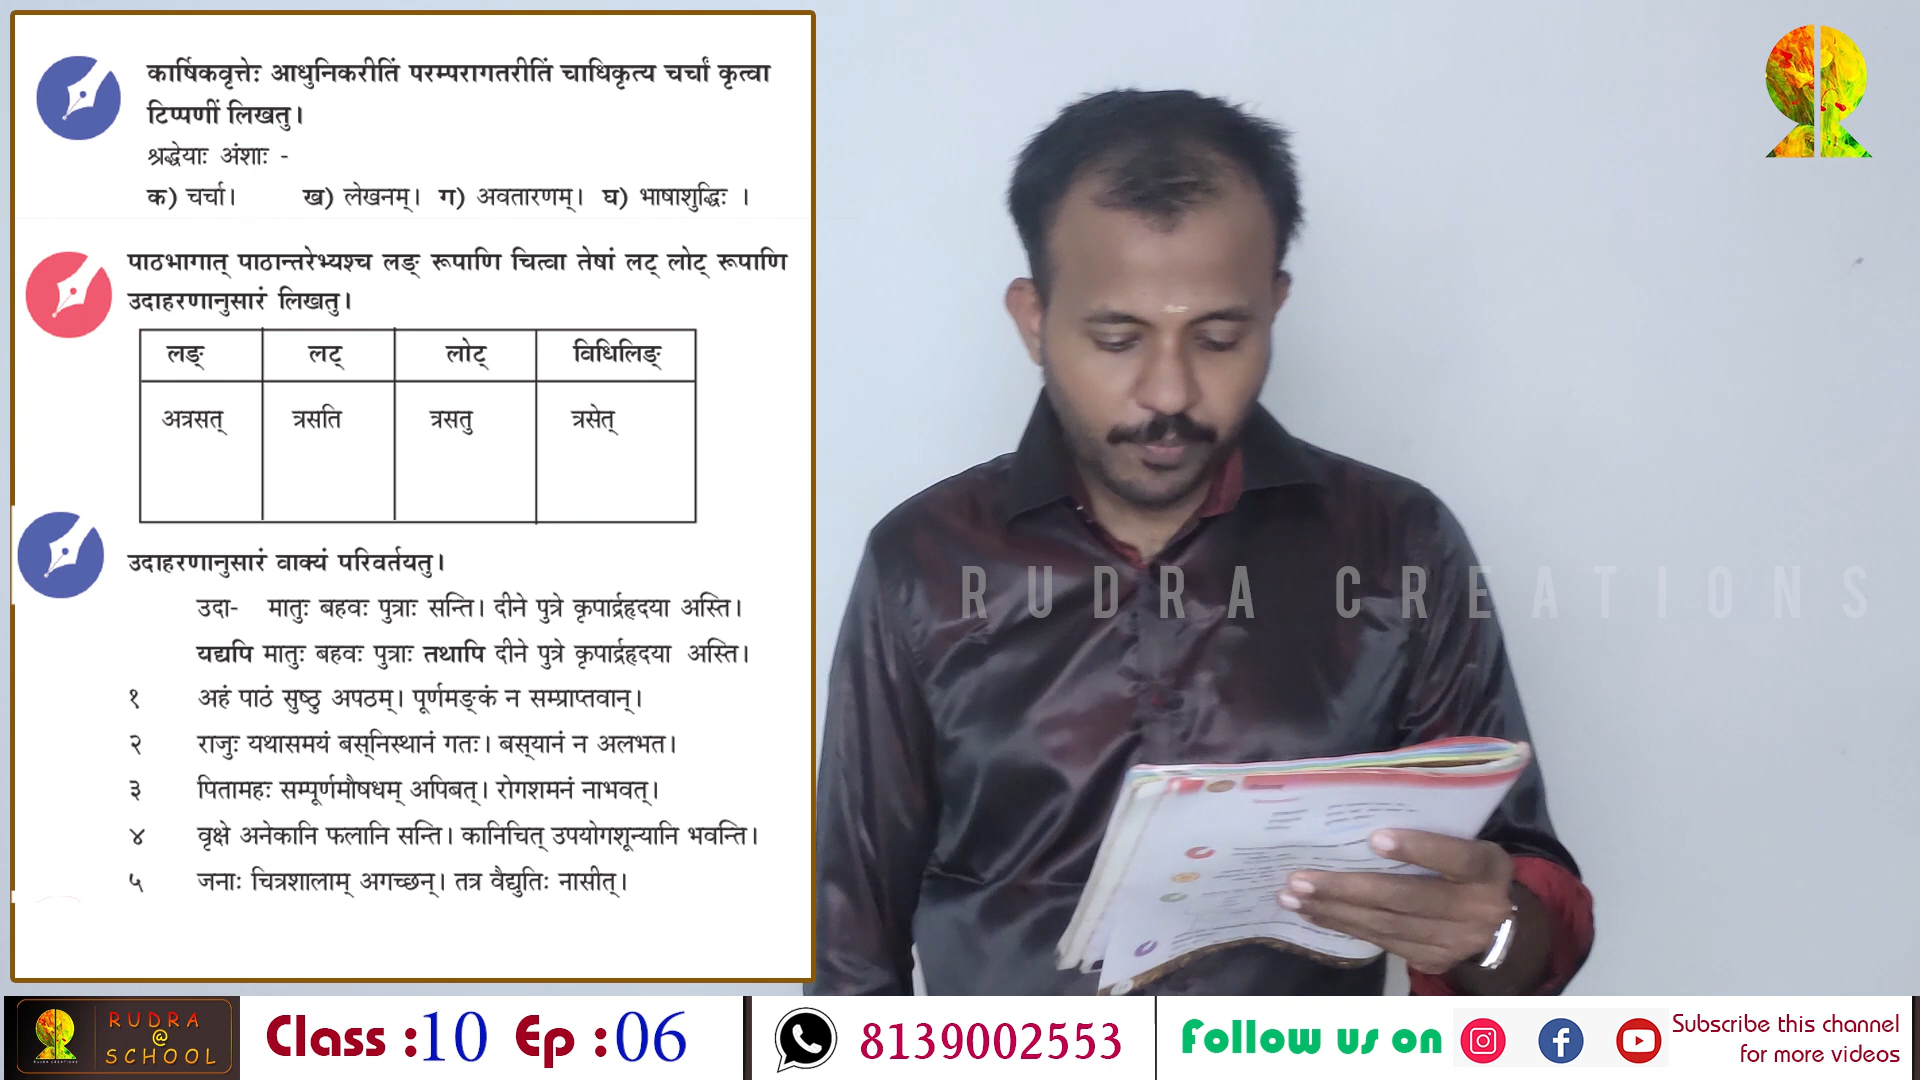 कार्षिकवृत्तेः आधुनिकरीतिं परम्परागतरीतिं चाधिकृत्य चर्चां कृत्वा
टिप्पणीं लिखतु।
श्रद्धेयाः अंशाः -
क) चर्चा। ख) लेखनम्। ग) अवतारणम्। घ) भाषाशुद्धिः ।
पाठभागात् पाठान्तरेभ्यश्च लङ् रूपाणि चित्वा तेषां लट् लोट् रूपाणि
उदाहरणानुसारं लिखतु।
लङ् लट् लोट् विधिलिङ्
अत्रसत् त्रसति त्रसतु त्रसेत्
उदाहरणानुसारं वाक्यं परिवर्तयतु।
उदा- मातुः बहवः पुत्राः सन्ति। दीने पुत्रे कृपार्द्रहृदया अस्ति।
यद्यपि मातुः बहवः पुत्राः तथापि दीने पुत्रे कृपार्द्रहृदया अस्ति।
१ अहं पाठं सुष्ठु अपठम्। पूर्णमङ्कं न सम्प्राप्तवान्।
२ राजुः यथासमयं बस्‌निस्थानं गतः। बस्‌यानं न अलभत।
३ पितामहः सम्पूर्णमौषधम् अपिबत्। रोगशमनं नाभवत्।
४ वृक्षे अनेकानि फलानि सन्ति। कानिचित् उपयोगशून्यानि भवन्ति।
५ जनाः चित्रशालाम् अगच्छन्। तत्र वैद्युतिः नासीत्।
RUDRA CREATIONS
RUDRA
@
SCHOOL
Class :10 Ep :06
8139002553
Follow us on
Subscribe this channel
for more videos